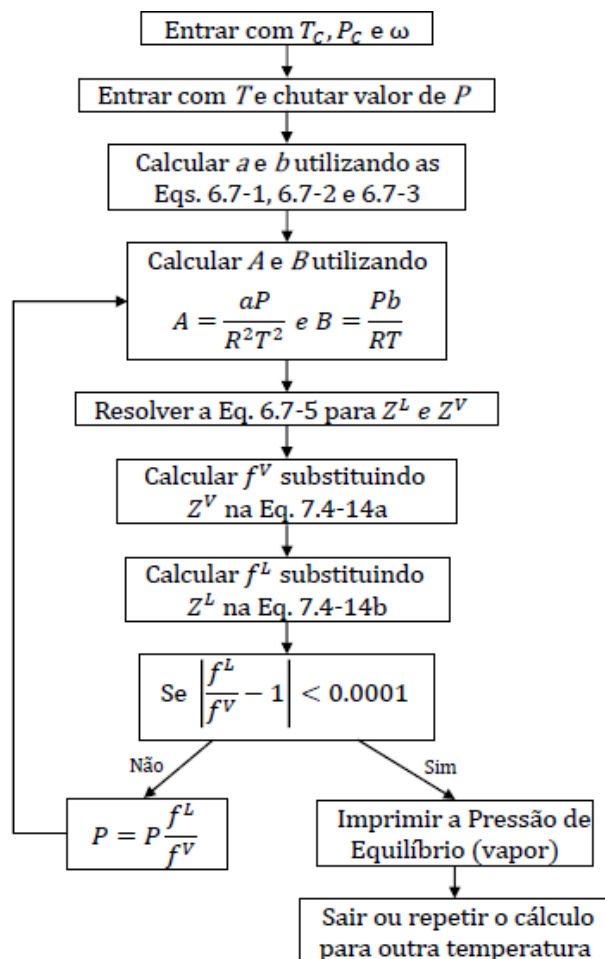 Entrar com T_C, P_C e ω
Entrar com T e chutar valor de P
Calcular a e b utilizando as
Eqs. 6.7-1, 6.7-2 e 6.7-3
Calcular A e B utilizando
A = aP / R²T² e B = Pb / RT
Resolver a Eq. 6.7-5 para Z^L e Z^V
Calcular f^V substituindo
Z^V na Eq. 7.4-14a
Calcular f^L substituindo
Z^L na Eq. 7.4-14b
Se |f^L / f^V − 1| < 0.0001
Não
Sim
P = P f^L / f^V
Imprimir a Pressão de
Equilíbrio (vapor)
Sair ou repetir o cálculo
para outra temperatura